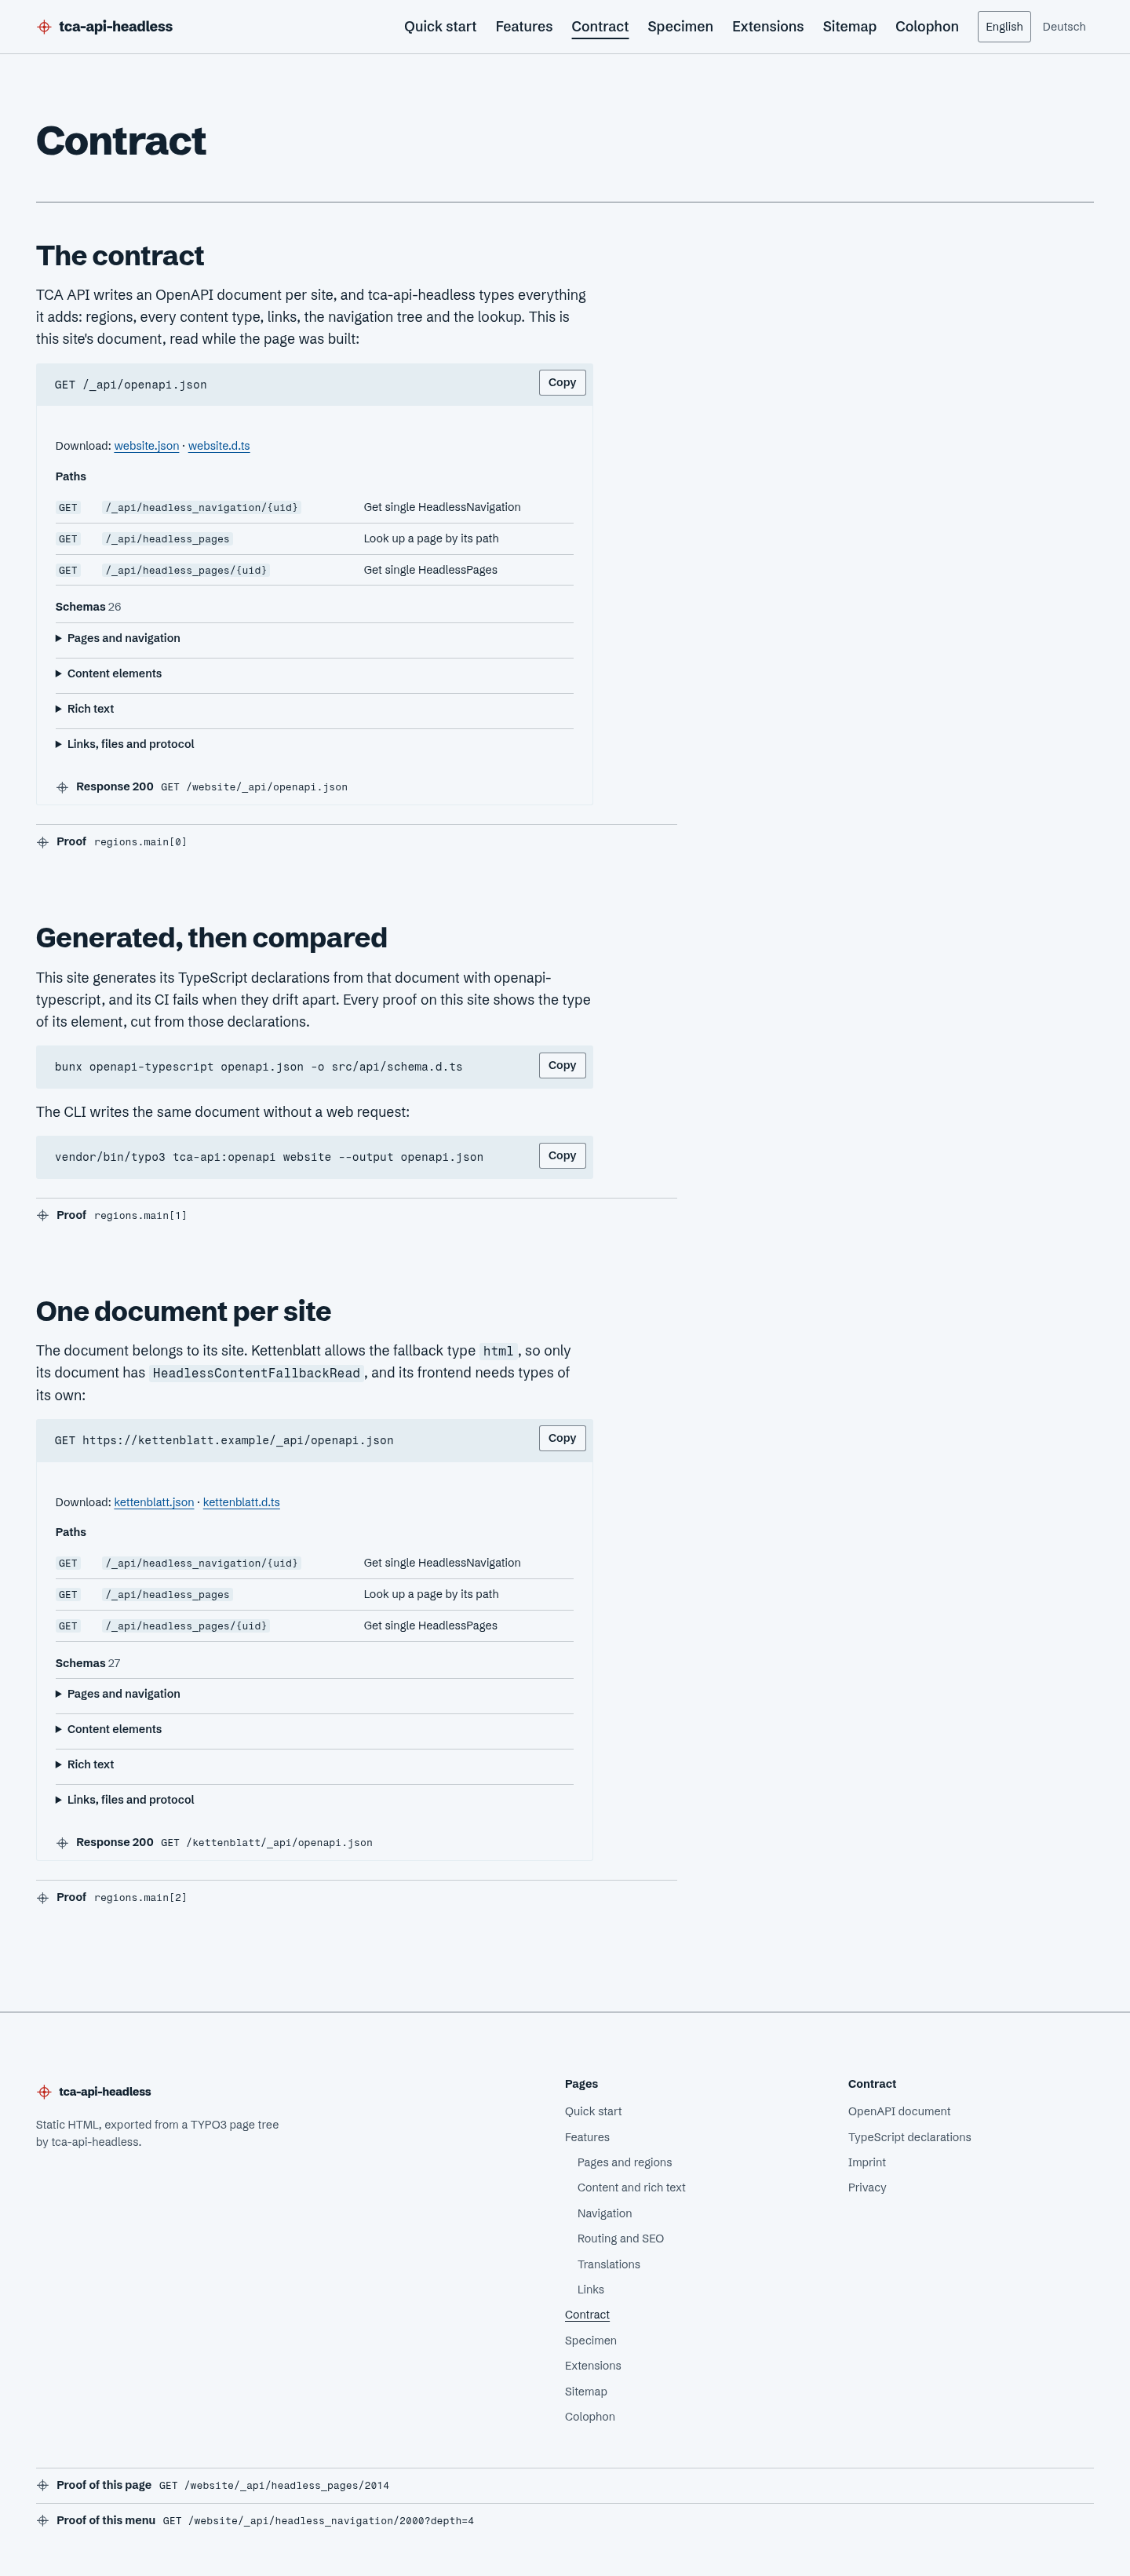 tca-api-headless
Quick start Features Contract Specimen Extensions Sitemap Colophon English Deutsch
Contract
The contract
TCA API writes an OpenAPI document per site, and tca-api-headless types everything
it adds: regions, every content type, links, the navigation tree and the lookup. This is
this site's document, read while the page was built:
GET /_api/openapi.json
Copy
Download: website.json · website.d.ts
Paths
GET /_api/headless_navigation/{uid} Get single HeadlessNavigation
GET /_api/headless_pages Look up a page by its path
GET /_api/headless_pages/{uid} Get single HeadlessPages
Schemas 26
Pages and navigation
Content elements
Rich text
Links, files and protocol
Response 200 GET /website/_api/openapi.json
Proof regions.main[0]
Generated, then compared
This site generates its TypeScript declarations from that document with openapi-
typescript, and its CI fails when they drift apart. Every proof on this site shows the type
of its element, cut from those declarations.
bunx openapi-typescript openapi.json -o src/api/schema.d.ts
Copy
The CLI writes the same document without a web request:
vendor/bin/typo3 tca-api:openapi website --output openapi.json
Copy
Proof regions.main[1]
One document per site
The document belongs to its site. Kettenblatt allows the fallback type html, so only
its document has HeadlessContentFallbackRead, and its frontend needs types of
its own:
GET https://kettenblatt.example/_api/openapi.json
Copy
Download: kettenblatt.json · kettenblatt.d.ts
Paths
GET /_api/headless_navigation/{uid} Get single HeadlessNavigation
GET /_api/headless_pages Look up a page by its path
GET /_api/headless_pages/{uid} Get single HeadlessPages
Schemas 27
Pages and navigation
Content elements
Rich text
Links, files and protocol
Response 200 GET /kettenblatt/_api/openapi.json
Proof regions.main[2]
tca-api-headless
Static HTML, exported from a TYPO3 page tree
by tca-api-headless.
Pages
Quick start
Features
Pages and regions
Content and rich text
Navigation
Routing and SEO
Translations
Links
Contract
Specimen
Extensions
Sitemap
Colophon
Contract
OpenAPI document
TypeScript declarations
Imprint
Privacy
Proof of this page GET /website/_api/headless_pages/2014
Proof of this menu GET /website/_api/headless_navigation/2000?depth=4